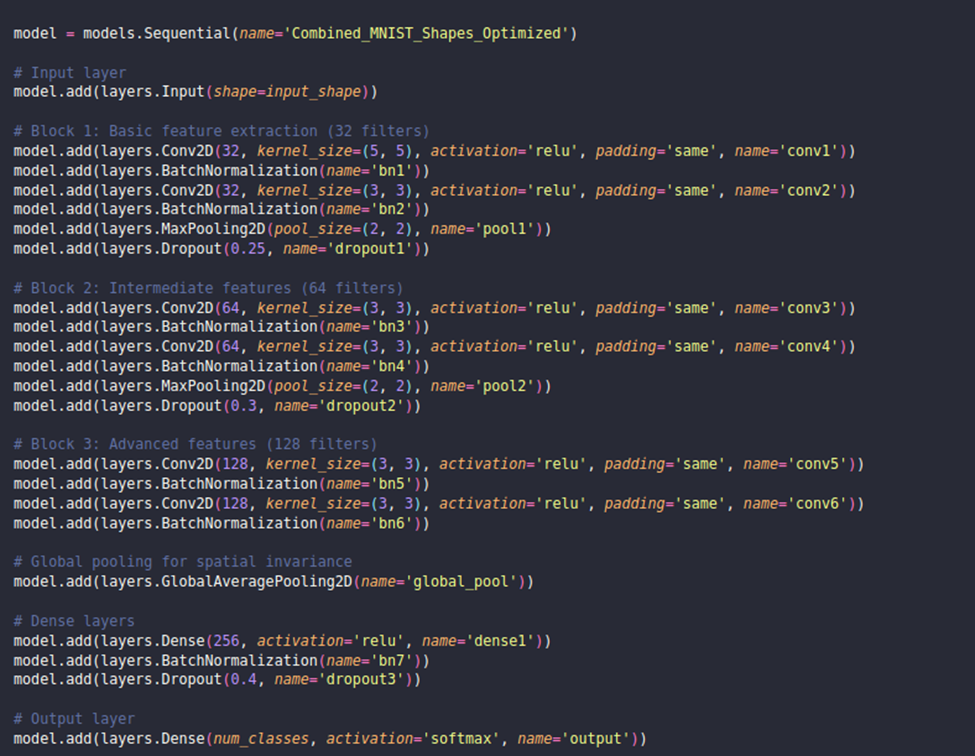 model = models.Sequential(name='Combined_MNIST_Shapes_Optimized')
# Input layer
model.add(layers.Input(shape=input_shape))
# Block 1: Basic feature extraction (32 filters)
model.add(layers.Conv2D(32, kernel_size=(5, 5), activation='relu', padding='same', name='conv1'))
model.add(layers.BatchNormalization(name='bn1'))
model.add(layers.Conv2D(32, kernel_size=(3, 3), activation='relu', padding='same', name='conv2'))
model.add(layers.BatchNormalization(name='bn2'))
model.add(layers.MaxPooling2D(pool_size=(2, 2), name='pool1'))
model.add(layers.Dropout(0.25, name='dropout1'))
# Block 2: Intermediate features (64 filters)
model.add(layers.Conv2D(64, kernel_size=(3, 3), activation='relu', padding='same', name='conv3'))
model.add(layers.BatchNormalization(name='bn3'))
model.add(layers.Conv2D(64, kernel_size=(3, 3), activation='relu', padding='same', name='conv4'))
model.add(layers.BatchNormalization(name='bn4'))
model.add(layers.MaxPooling2D(pool_size=(2, 2), name='pool2'))
model.add(layers.Dropout(0.3, name='dropout2'))
# Block 3: Advanced features (128 filters)
model.add(layers.Conv2D(128, kernel_size=(3, 3), activation='relu', padding='same', name='conv5'))
model.add(layers.BatchNormalization(name='bn5'))
model.add(layers.Conv2D(128, kernel_size=(3, 3), activation='relu', padding='same', name='conv6'))
model.add(layers.BatchNormalization(name='bn6'))
# Global pooling for spatial invariance
model.add(layers.GlobalAveragePooling2D(name='global_pool'))
# Dense layers
model.add(layers.Dense(256, activation='relu', name='dense1'))
model.add(layers.BatchNormalization(name='bn7'))
model.add(layers.Dropout(0.4, name='dropout3'))
# Output layer
model.add(layers.Dense(num_classes, activation='softmax', name='output'))